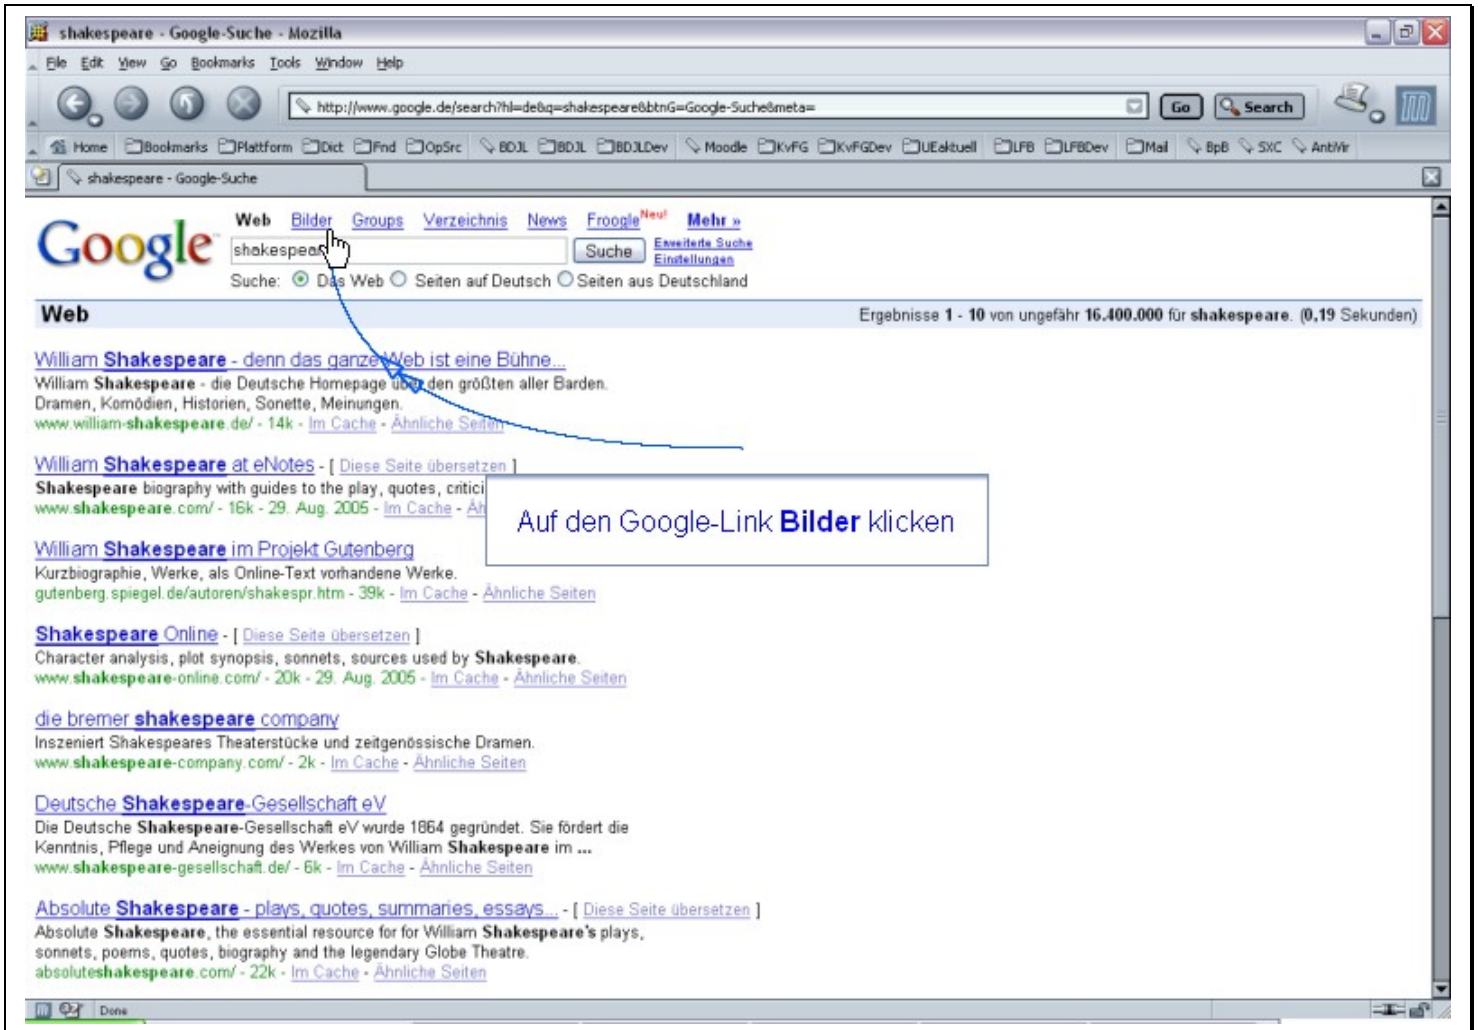 shakespeare - Google-Suche - Mozilla
File Edit View Go Bookmarks Tools Window Help
http://www.google.de/search?hl=de&q=shakespeare&btnG=Google-Suche&meta= Go Search
Home Bookmarks Plattform Dict Fnd OpSrc BDJL BDJL BDJLDev Moodle KvFG KvFGDev UEaktuell LFB LFBDev Mail BpB SXC AntiVir
shakespeare - Google-Suche
Google™
Web Bilder Groups Verzeichnis News Froogle Neu! Mehr »
shakespeare Suche Erweiterte Suche
Einstellungen
Suche: Das Web Seiten auf Deutsch Seiten aus Deutschland
Web Ergebnisse 1 - 10 von ungefähr 16.400.000 für shakespeare. (0,19 Sekunden)
William Shakespeare - denn das ganze Web ist eine Bühne...
William Shakespeare - die Deutsche Homepage über den größten aller Barden.
Dramen, Komödien, Historien, Sonette, Meinungen.
www.william-shakespeare.de/ - 14k - Im Cache - Ähnliche Seiten
William Shakespeare at eNotes - [ Diese Seite übersetzen ]
Shakespeare biography with guides to the play, quotes, critici
www.shakespeare.com/ - 16k - 29. Aug. 2005 - Im Cache - Äh
Auf den Google-Link Bilder klicken
William Shakespeare im Projekt Gutenberg
Kurzbiographie, Werke, als Online-Text vorhandene Werke.
gutenberg.spiegel.de/autoren/shakespr.htm - 39k - Im Cache - Ähnliche Seiten
Shakespeare Online - [ Diese Seite übersetzen ]
Character analysis, plot synopsis, sonnets, sources used by Shakespeare.
www.shakespeare-online.com/ - 20k - 29. Aug. 2005 - Im Cache - Ähnliche Seiten
die bremer shakespeare company
Inszeniert Shakespeares Theaterstücke und zeitgenössische Dramen.
www.shakespeare-company.com/ - 2k - Im Cache - Ähnliche Seiten
Deutsche Shakespeare-Gesellschaft eV
Die Deutsche Shakespeare-Gesellschaft eV wurde 1864 gegründet. Sie fördert die
Kenntnis, Pflege und Aneignung des Werkes von William Shakespeare im ...
www.shakespeare-gesellschaft.de/ - 6k - Im Cache - Ähnliche Seiten
Absolute Shakespeare - plays, quotes, summaries, essays... - [ Diese Seite übersetzen ]
Absolute Shakespeare, the essential resource for for William Shakespeare's plays,
sonnets, poems, quotes, biography and the legendary Globe Theatre.
absoluteshakespeare.com/ - 22k - Im Cache - Ähnliche Seiten
Done